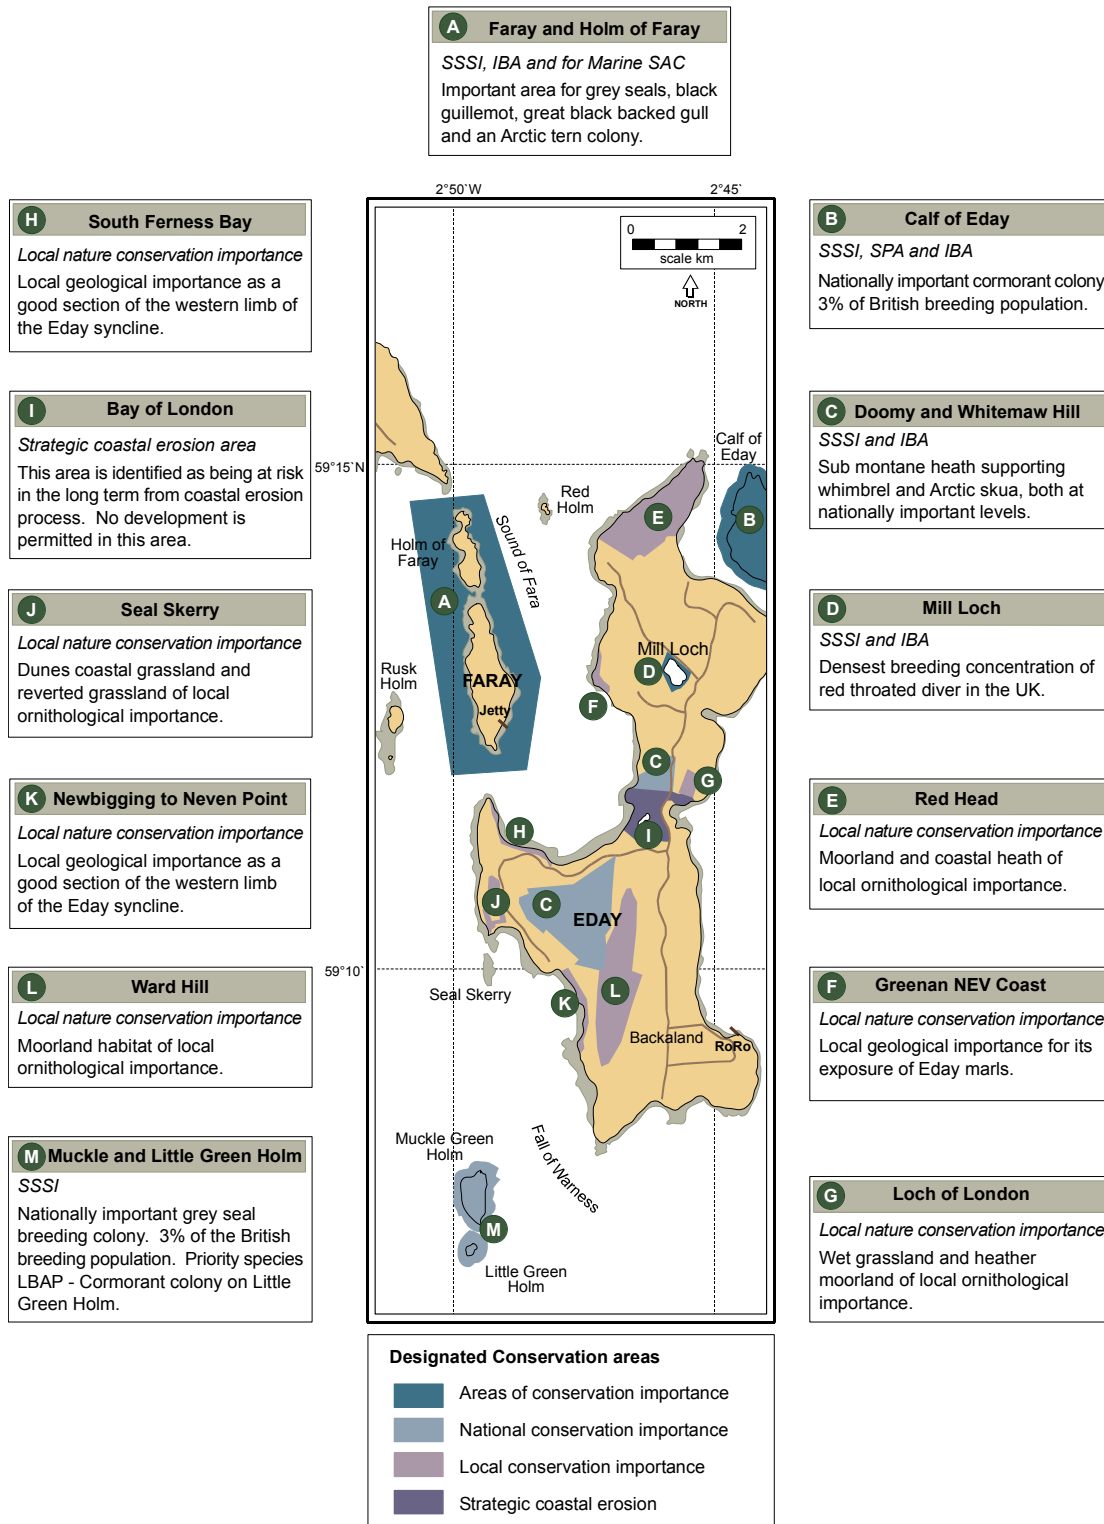 A Faray and Holm of Faray
SSSI, IBA and for Marine SAC
Important area for grey seals, black
guillemot, great black backed gull
and an Arctic tern colony.
H South Ferness Bay
Local nature conservation importance
Local geological importance as a
good section of the western limb of
the Eday syncline.
I Bay of London
Strategic coastal erosion area
This area is identified as being at risk
in the long term from coastal erosion
process. No development is
permitted in this area.
J Seal Skerry
Local nature conservation importance
Dunes coastal grassland and
reverted grassland of local
ornithological importance.
K Newbigging to Neven Point
Local nature conservation importance
Local geological importance as a
good section of the western limb
of the Eday syncline.
L Ward Hill
Local nature conservation importance
Moorland habitat of local
ornithological importance.
M Muckle and Little Green Holm
SSSI
Nationally important grey seal
breeding colony. 3% of the British
breeding population. Priority species
LBAP - Cormorant colony on Little
Green Holm.
2°50`W
2°45`
0 2
scale km
NORTH
59°15`N
Calf of
Eday
B
Red
Holm
E
Holm of
Faray
Sound of Fara
A
Mill Loch
D
Rusk
Holm
FARAY
Jetty
F
C
G
H
I
J
C
EDAY
59°10`
Seal Skerry
K
L
Backaland
RoRo
Muckle Green
Holm
Fall of Warness
M
Little Green
Holm
B Calf of Eday
SSSI, SPA and IBA
Nationally important cormorant colony
3% of British breeding population.
C Doomy and Whitemaw Hill
SSSI and IBA
Sub montane heath supporting
whimbrel and Arctic skua, both at
nationally important levels.
D Mill Loch
SSSI and IBA
Densest breeding concentration of
red throated diver in the UK.
E Red Head
Local nature conservation importance
Moorland and coastal heath of
local ornithological importance.
F Greenan NEV Coast
Local nature conservation importance
Local geological importance for its
exposure of Eday marls.
G Loch of London
Local nature conservation importance
Wet grassland and heather
moorland of local ornithological
importance.
Designated Conservation areas
Areas of conservation importance
National conservation importance
Local conservation importance
Strategic coastal erosion